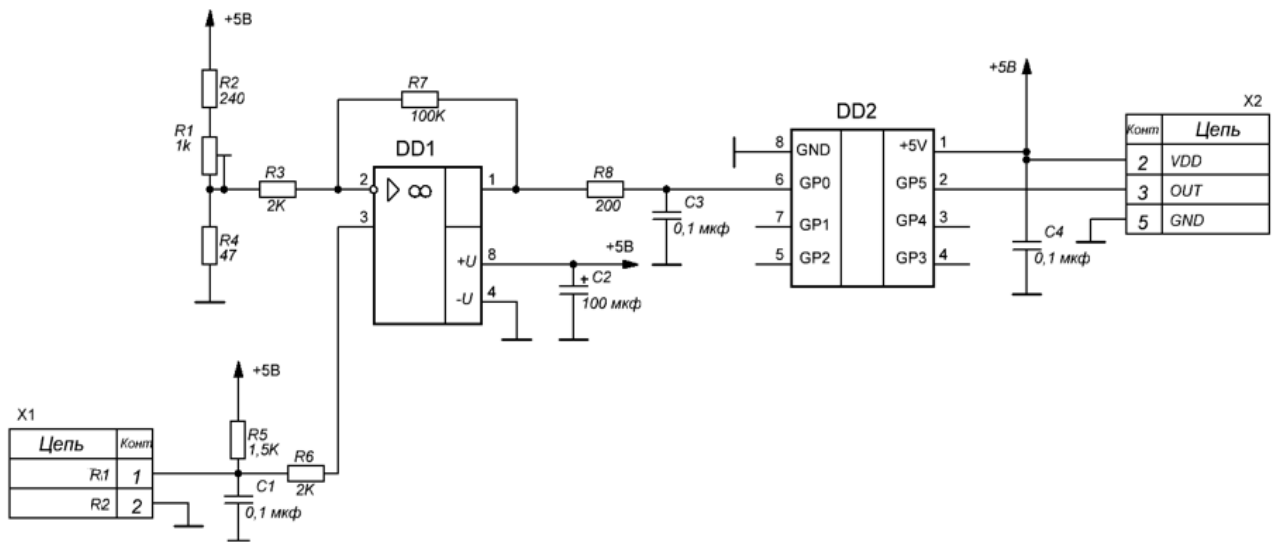 +5В
R2
240
R1
1k
R3
2K
R4
47
R7
100K
DD1
2
3
1
8
4
+U
-U
∞
R8
200
C3
0,1 мкф
+5В
+
C2
100 мкф
DD2
8
GND
+5V
1
6
GP0
GP5
2
7
GP1
GP4
3
5
GP2
GP3
4
+5В
C4
0,1 мкф
X2
Конт
Цепь
2
VDD
3
OUT
5
GND
+5В
R5
1,5K
R6
2K
C1
0,1 мкф
X1
Цепь
Конт
Ri1
1
Ri2
2